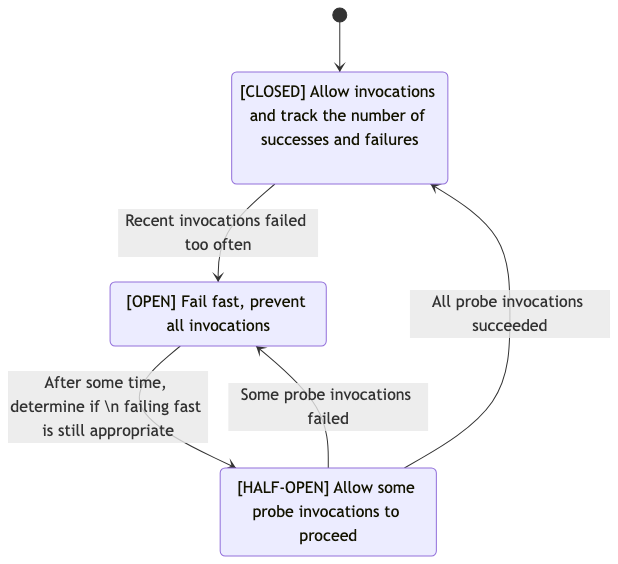 [CLOSED] Allow invocations
and track the number of
successes and failures
Recent invocations failed
too often
[OPEN] Fail fast, prevent
all invocations
All probe invocations
succeeded
After some time,
determine if \n failing fast
is still appropriate
Some probe invocations
failed
[HALF-OPEN] Allow some
probe invocations to
proceed